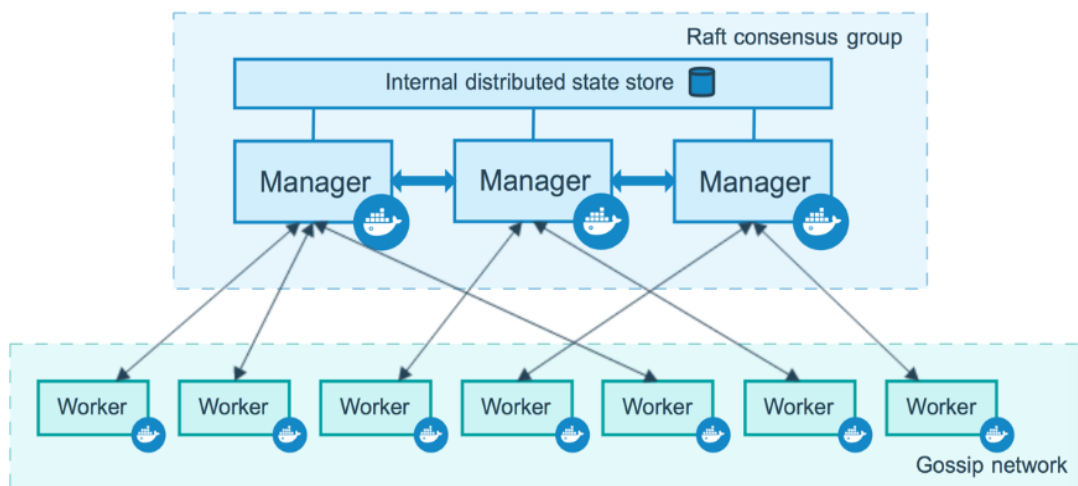 Raft consensus group
Internal distributed state store
Manager
Manager
Manager
Worker
Worker
Worker
Worker
Worker
Worker
Worker
Gossip network